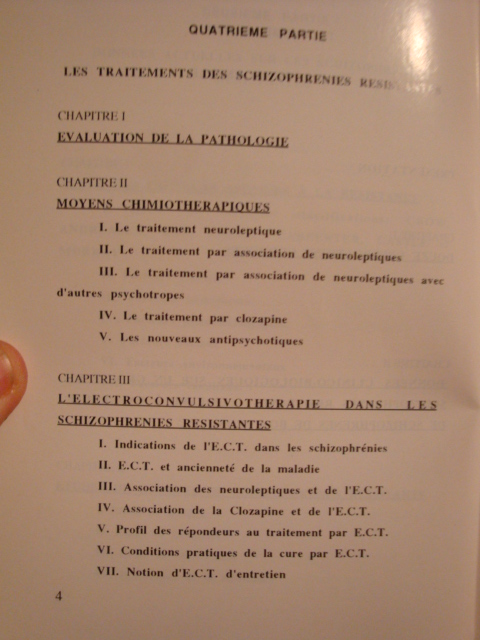 QUATRIEME PARTIE
LES TRAITEMENTS DES SCHIZOPHRENIES RESISTANTES
CHAPITRE I
EVALUATION DE LA PATHOLOGIE
CHAPITRE II
MOYENS CHIMIOTHERAPIQUES
I. Le traitement neuroleptique
II. Le traitement par association de neuroleptiques
III. Le traitement par association de neuroleptiques avec
d'autres psychotropes
IV. Le traitement par clozapine
V. Les nouveaux antipsychotiques
CHAPITRE III
L'ELECTROCONVULSIVOTHERAPIE DANS LES
SCHIZOPHRENIES RESISTANTES
I. Indications de l'E.C.T. dans les schizophrénies
II. E.C.T. et ancienneté de la maladie
III. Association des neuroleptiques et de l'E.C.T.
IV. Association de la Clozapine et de l'E.C.T.
V. Profil des répondeurs au traitement par E.C.T.
VI. Conditions pratiques de la cure par E.C.T.
VII. Notion d'E.C.T. d'entretien
4